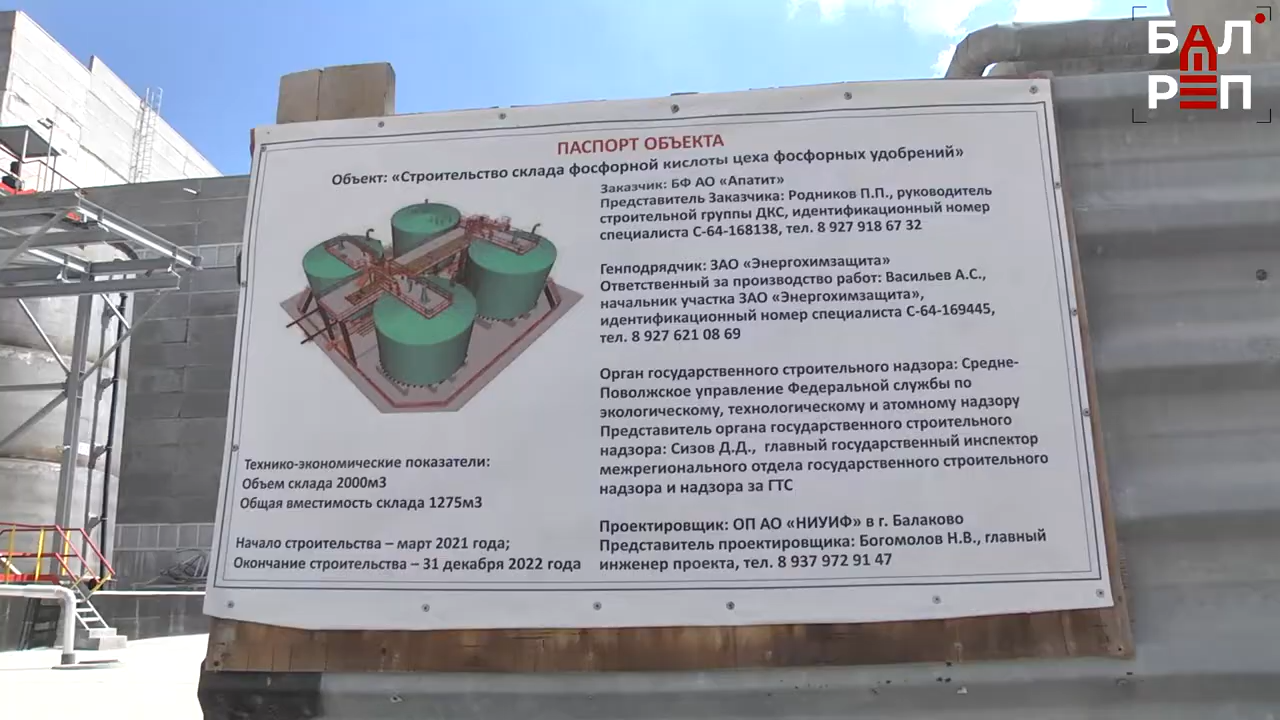 БАЛ
РЕП
ПАСПОРТ ОБЪЕКТА
Объект: «Строительство склада фосфорной кислоты цеха фосфорных удобрений»
Заказчик: БФ АО «Апатит»
Представитель Заказчика: Родников П.П., руководитель
строительной группы ДКС, идентификационный номер
специалиста С-64-168138, тел. 8 927 918 67 32
Генподрядчик: ЗАО «Энергохимзащита»
Ответственный за производство работ: Васильев А.С.,
начальник участка ЗАО «Энергохимзащита»,
идентификационный номер специалиста С-64-169445,
тел. 8 927 621 08 69
Орган государственного строительного надзора: Средне-
Поволжское управление Федеральной службы по
экологическому, технологическому и атомному надзору
Представитель органа государственного строительного
надзора: Сизов Д.Д., главный государственный инспектор
межрегионального отдела государственного строительного
надзора и надзора за ГТС
Проектировщик: ОП АО «НИУИФ» в г. Балаково
Представитель проектировщика: Богомолов Н.В., главный
инженер проекта, тел. 8 937 972 91 47
Технико-экономические показатели:
Объем склада 2000м3
Общая вместимость склада 1275м3
Начало строительства – март 2021 года;
Окончание строительства – 31 декабря 2022 года